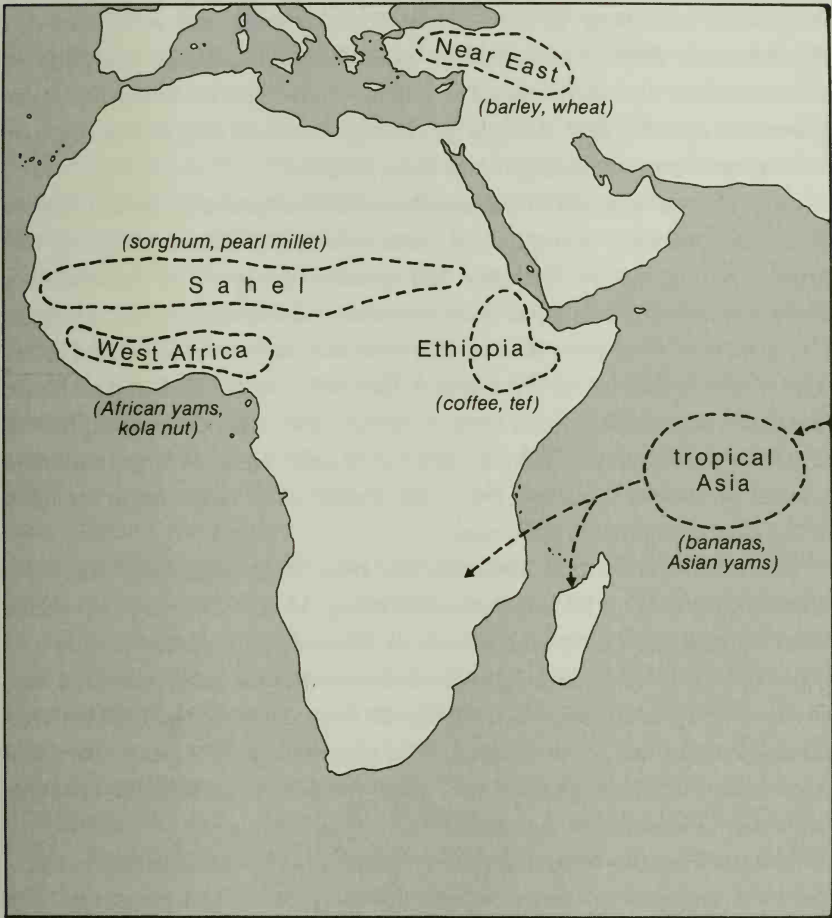 Near East
(barley, wheat)
(sorghum, pearl millet)
Sahel
West Africa
(African yams,
kola nut)
Ethiopia
(coffee, tef)
tropical
Asia
(bananas,
Asian yams)